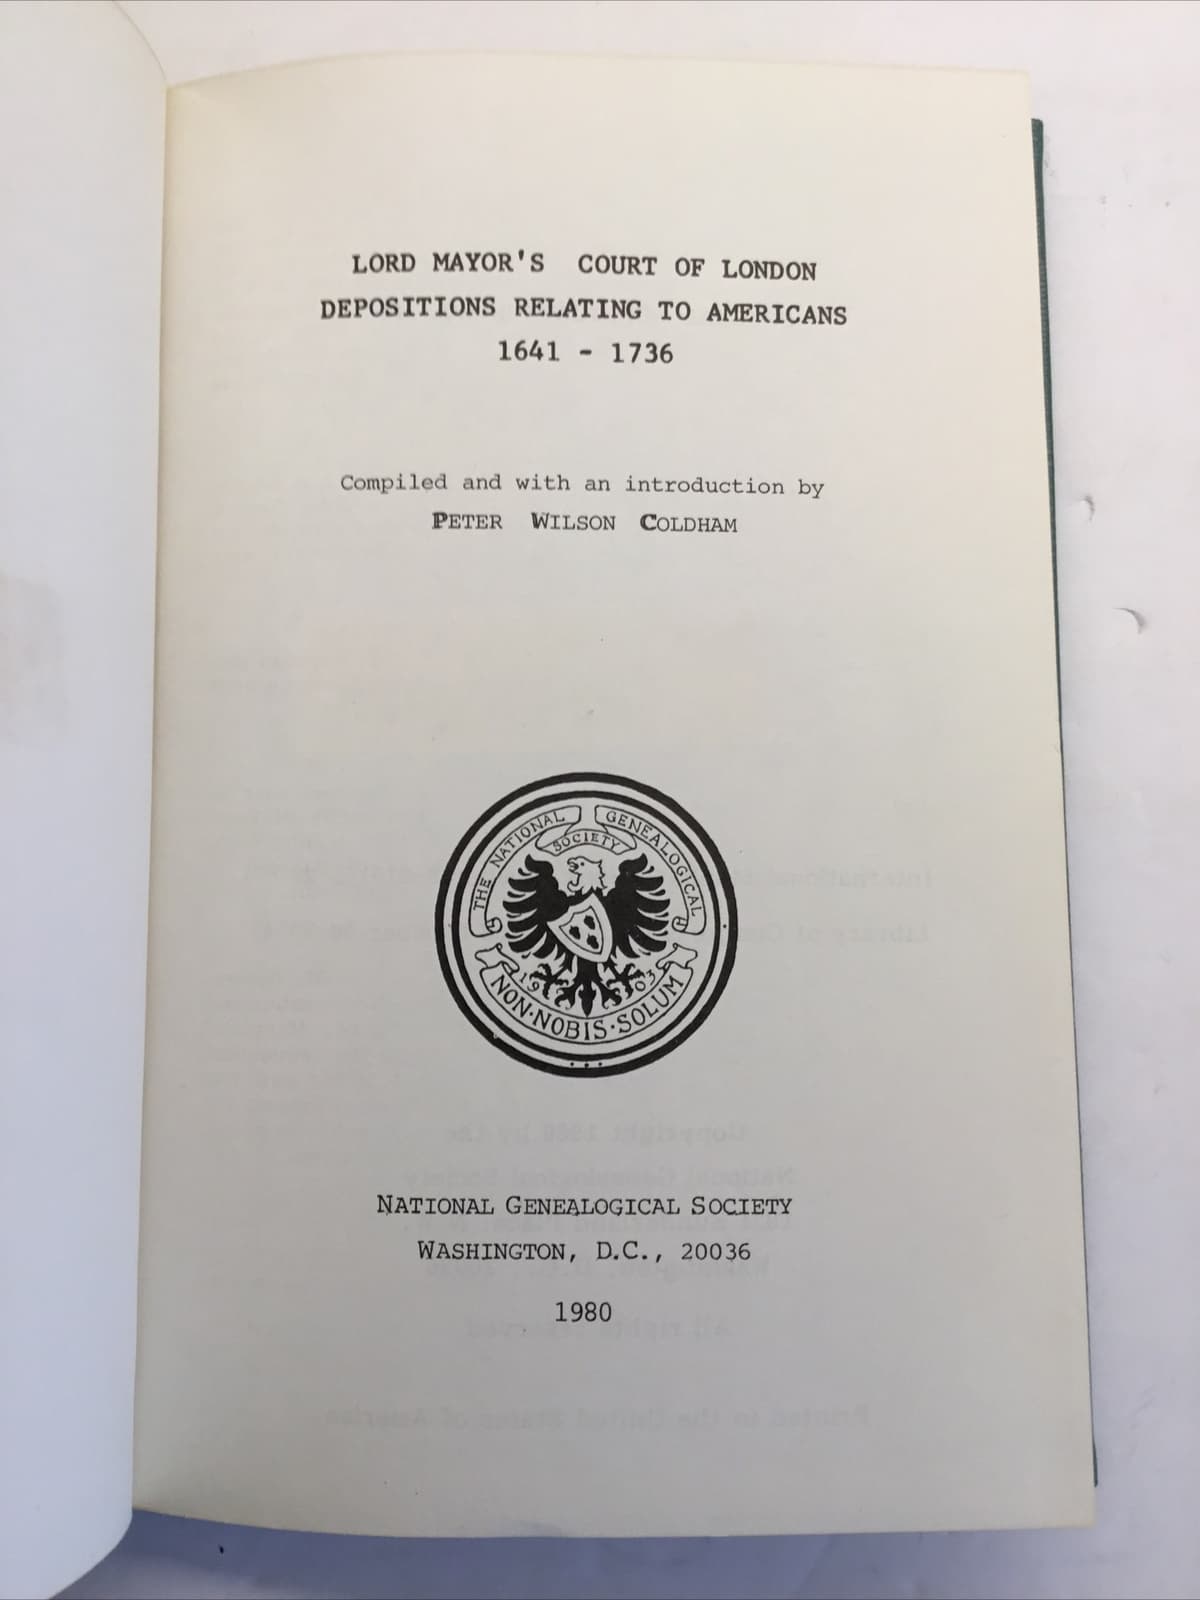 LORD MAYOR'S COURT OF LONDON
DEPOSITIONS RELATING TO AMERICANS
1641 - 1736
Compiled and with an introduction by
PETER WILSON COLDHAM
THE NATIONAL GENEALOGICAL
SOCIETY
1903
NON·NOBIS·SOLUM
NATIONAL GENEALOGICAL SOCIETY
WASHINGTON, D.C., 20036
1980